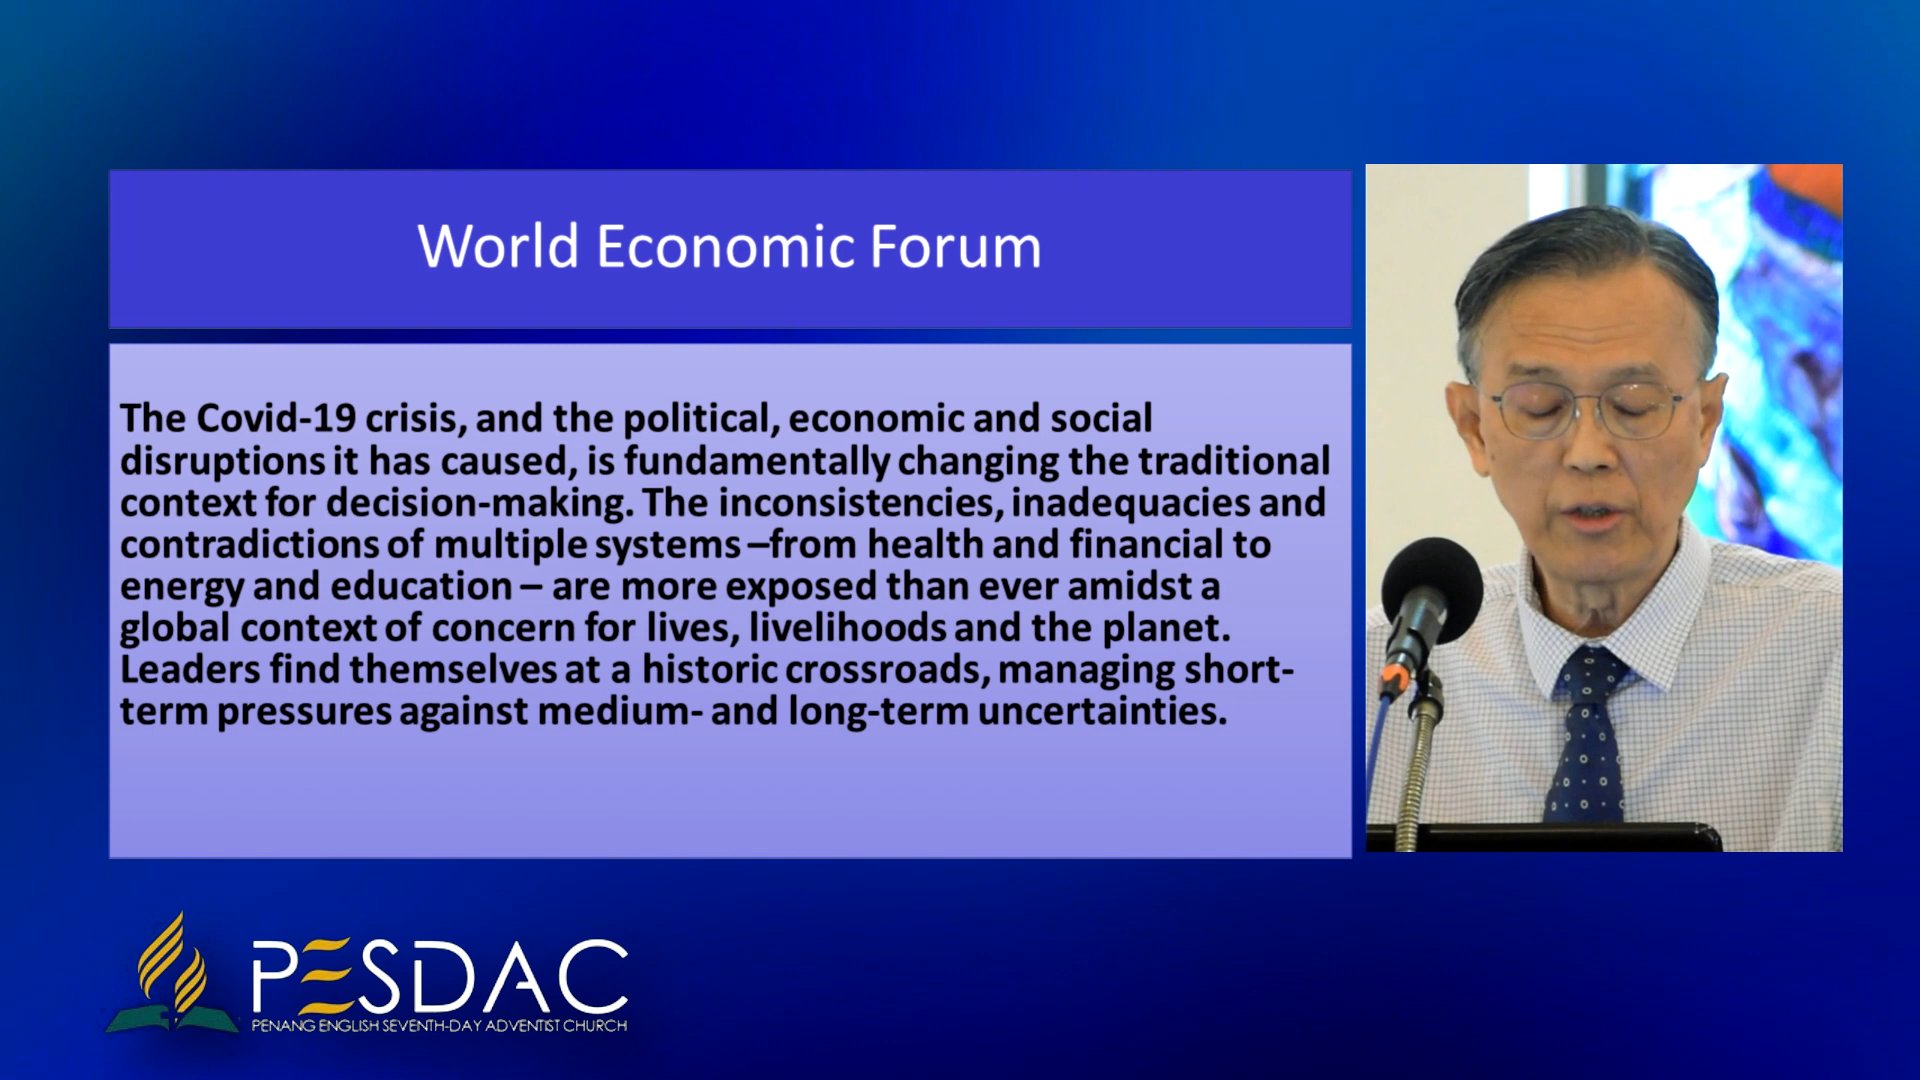 World Economic Forum
The Covid-19 crisis, and the political, economic and social
disruptions it has caused, is fundamentally changing the traditional
context for decision-making. The inconsistencies, inadequacies and
contradictions of multiple systems –from health and financial to
energy and education – are more exposed than ever amidst a
global context of concern for lives, livelihoods and the planet.
Leaders find themselves at a historic crossroads, managing short-
term pressures against medium- and long-term uncertainties.
PESDAC
PENANG ENGLISH SEVENTH-DAY ADVENTIST CHURCH